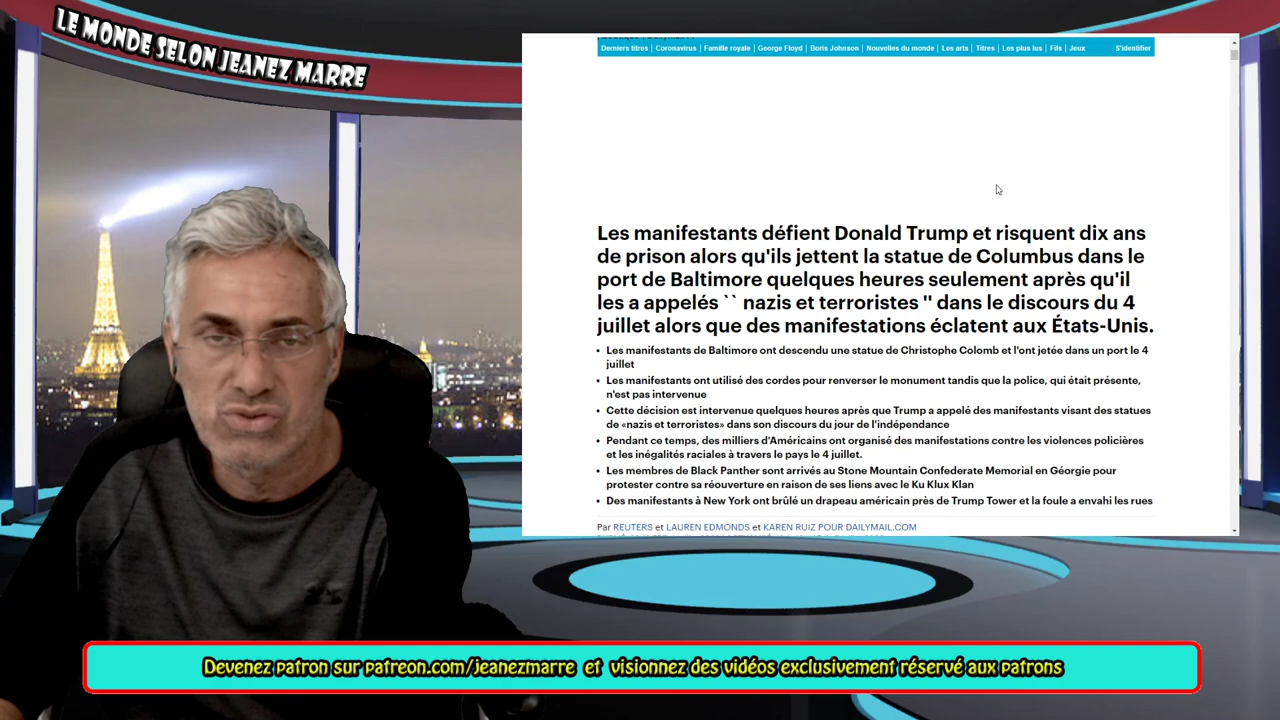 LE MONDE SELON JEANEZ MARRE
Derniers titres | Coronavirus | Famille royale | George Floyd | Boris Johnson | Nouvelles du monde | Les arts | Titres | Les plus lus | Fils | Jeux S'identifier
Les manifestants défient Donald Trump et risquent dix ans
de prison alors qu'ils jettent la statue de Columbus dans le
port de Baltimore quelques heures seulement après qu'il
les a appelés `` nazis et terroristes '' dans le discours du 4
juillet alors que des manifestations éclatent aux États-Unis.
• Les manifestants de Baltimore ont descendu une statue de Christophe Colomb et l'ont jetée dans un port le 4
juillet
• Les manifestants ont utilisé des cordes pour renverser le monument tandis que la police, qui était présente,
n'est pas intervenue
• Cette décision est intervenue quelques heures après que Trump a appelé des manifestants visant des statues
de «nazis et terroristes» dans son discours du jour de l'indépendance
• Pendant ce temps, des milliers d'Américains ont organisé des manifestations contre les violences policières
et les inégalités raciales à travers le pays le 4 juillet.
• Les membres de Black Panther sont arrivés au Stone Mountain Confederate Memorial en Géorgie pour
protester contre sa réouverture en raison de ses liens avec le Ku Klux Klan
• Des manifestants à New York ont brûlé un drapeau américain près de Trump Tower et la foule a envahi les rues
Par REUTERS et LAUREN EDMONDS et KAREN RUIZ POUR DAILYMAIL.COM
Devenez patron sur patreon.com/jeanezmarre et visionnez des vidéos exclusivement réservé aux patrons